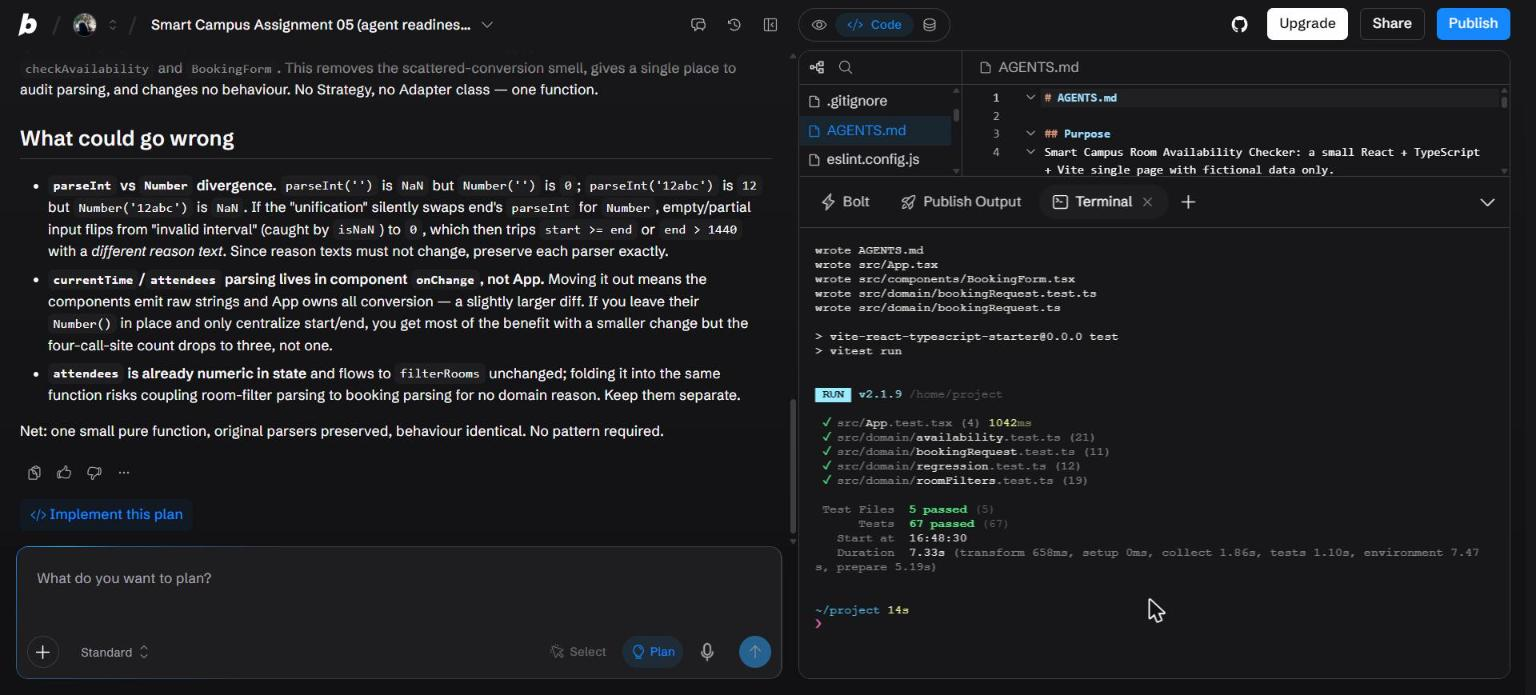 b / / Smart Campus Assignment 05 (agent readines...
Code
Upgrade
Share
Publish
checkAvailability and BookingForm. This removes the scattered-conversion smell, gives a single place to
audit parsing, and changes no behaviour. No Strategy, no Adapter class — one function.
What could go wrong
• parseInt vs Number divergence. parseInt('') is NaN but Number('') is 0; parseInt('12abc') is 12
but Number('12abc') is NaN. If the "unification" silently swaps end's parseInt for Number, empty/partial
input flips from "invalid interval" (caught by isNaN) to 0, which then trips start >= end or end > 1440
with a different reason text. Since reason texts must not change, preserve each parser exactly.
• currentTime / attendees parsing lives in component onChange, not App. Moving it out means the
components emit raw strings and App owns all conversion — a slightly larger diff. If you leave their
Number() in place and only centralize start/end, you get most of the benefit with a smaller change but the
four-call-site count drops to three, not one.
• attendees is already numeric in state and flows to filterRooms unchanged; folding it into the same
function risks coupling room-filter parsing to booking parsing for no domain reason. Keep them separate.
Net: one small pure function, original parsers preserved, behaviour identical. No pattern required.
Implement this plan
What do you want to plan?
Standard
Select
Plan
.gitignore
AGENTS.md
eslint.config.js
AGENTS.md
1 # AGENTS.md
2
3 ## Purpose
4 Smart Campus Room Availability Checker: a small React + TypeScript
+ Vite single page with fictional data only.
Bolt
Publish Output
Terminal
wrote AGENTS.md
wrote src/App.tsx
wrote src/components/BookingForm.tsx
wrote src/domain/bookingRequest.test.ts
wrote src/domain/bookingRequest.ts
> vite-react-typescript-starter@0.0.0 test
> vitest run
RUN v2.1.9 /home/project
✓ src/App.test.tsx (4) 1042ms
✓ src/domain/availability.test.ts (21)
✓ src/domain/bookingRequest.test.ts (11)
✓ src/domain/regression.test.ts (12)
✓ src/domain/roomFilters.test.ts (19)
Test Files 5 passed (5)
Tests 67 passed (67)
Start at 16:48:30
Duration 7.33s (transform 658ms, setup 0ms, collect 1.86s, tests 1.10s, environment 7.47
s, prepare 5.19s)
~/project 14s
❯